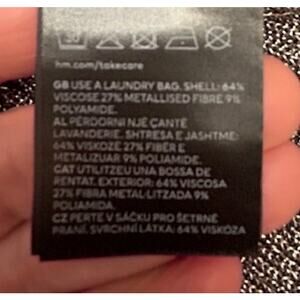 30
hm.com/takecare
GB USE A LAUNDRY BAG. SHELL: 64%
VISCOSE 27% METALLISED FIBRE 9%
POLYAMIDE.
AL PËRDORNI NJË ÇANTË
LAVANDERIE. SHTRESA E JASHTME:
64% VISKOZË 27% FIBËR E
METALIZUAR 9% POLIAMIDE.
CAT UTILITZEU UNA BOSSA DE
RENTAT. EXTERIOR: 64% VISCOSA
27% FIBRA METAL·LITZADA 9%
POLIAMIDA.
CZ PERTE V SÁČKU PRO ŠETRNÉ
PRANÍ. SVRCHNÍ LÁTKA: 64% VISKÓZA